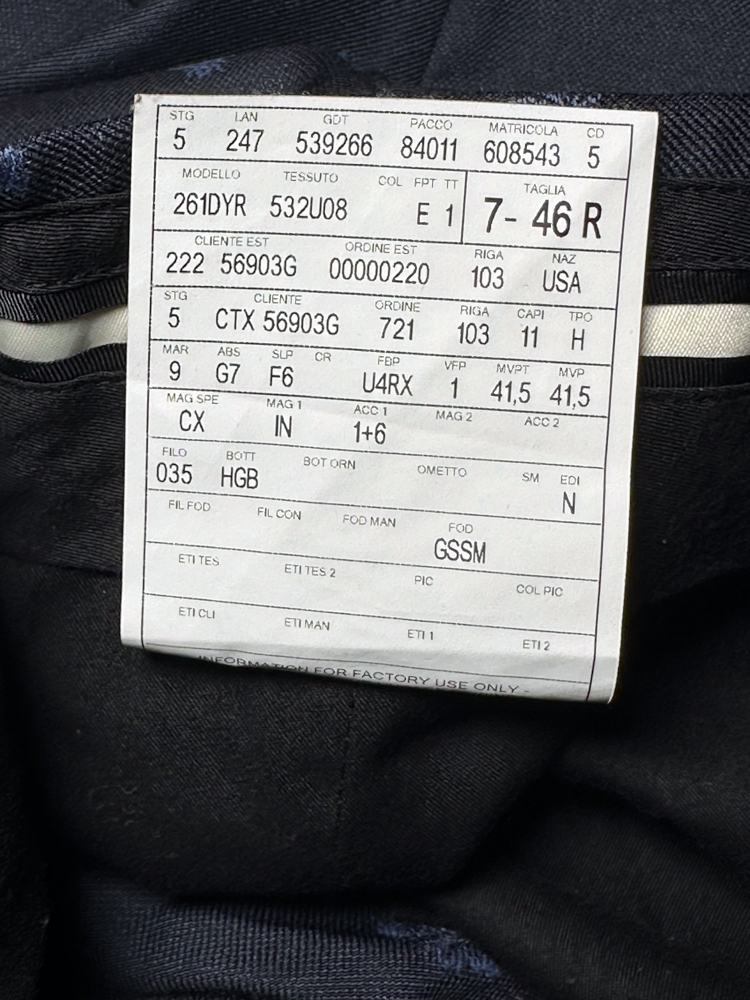 STG LAN GDT PACCO MATRICOLA CD
5 247 539266 84011 608543 5
MODELLO TESSUTO COL FPT TT TAGLIA
261DYR 532U08 E 1 7- 46 R
CLIENTE EST ORDINE EST RIGA NAZ
222 56903G 00000220 103 USA
STG CLIENTE ORDINE RIGA CAPI TPO
5 CTX 56903G 721 103 11 H
MAR ABS SLP CR FBP VFP MVPT MVP
9 G7 F6 U4RX 1 41,5 41,5
MAG SPE MAG 1 ACC 1 MAG 2 ACC 2
CX IN 1+6
FILO BOTT BOT ORN OMETTO SM EDI
035 HGB N
FIL FOD FIL CON FOD MAN FOD
GSSM
ETI TES ETI TES 2 PIC COL PIC
ETI CLI ETI MAN ETI 1 ETI 2
- INFORMATION FOR FACTORY USE ONLY -